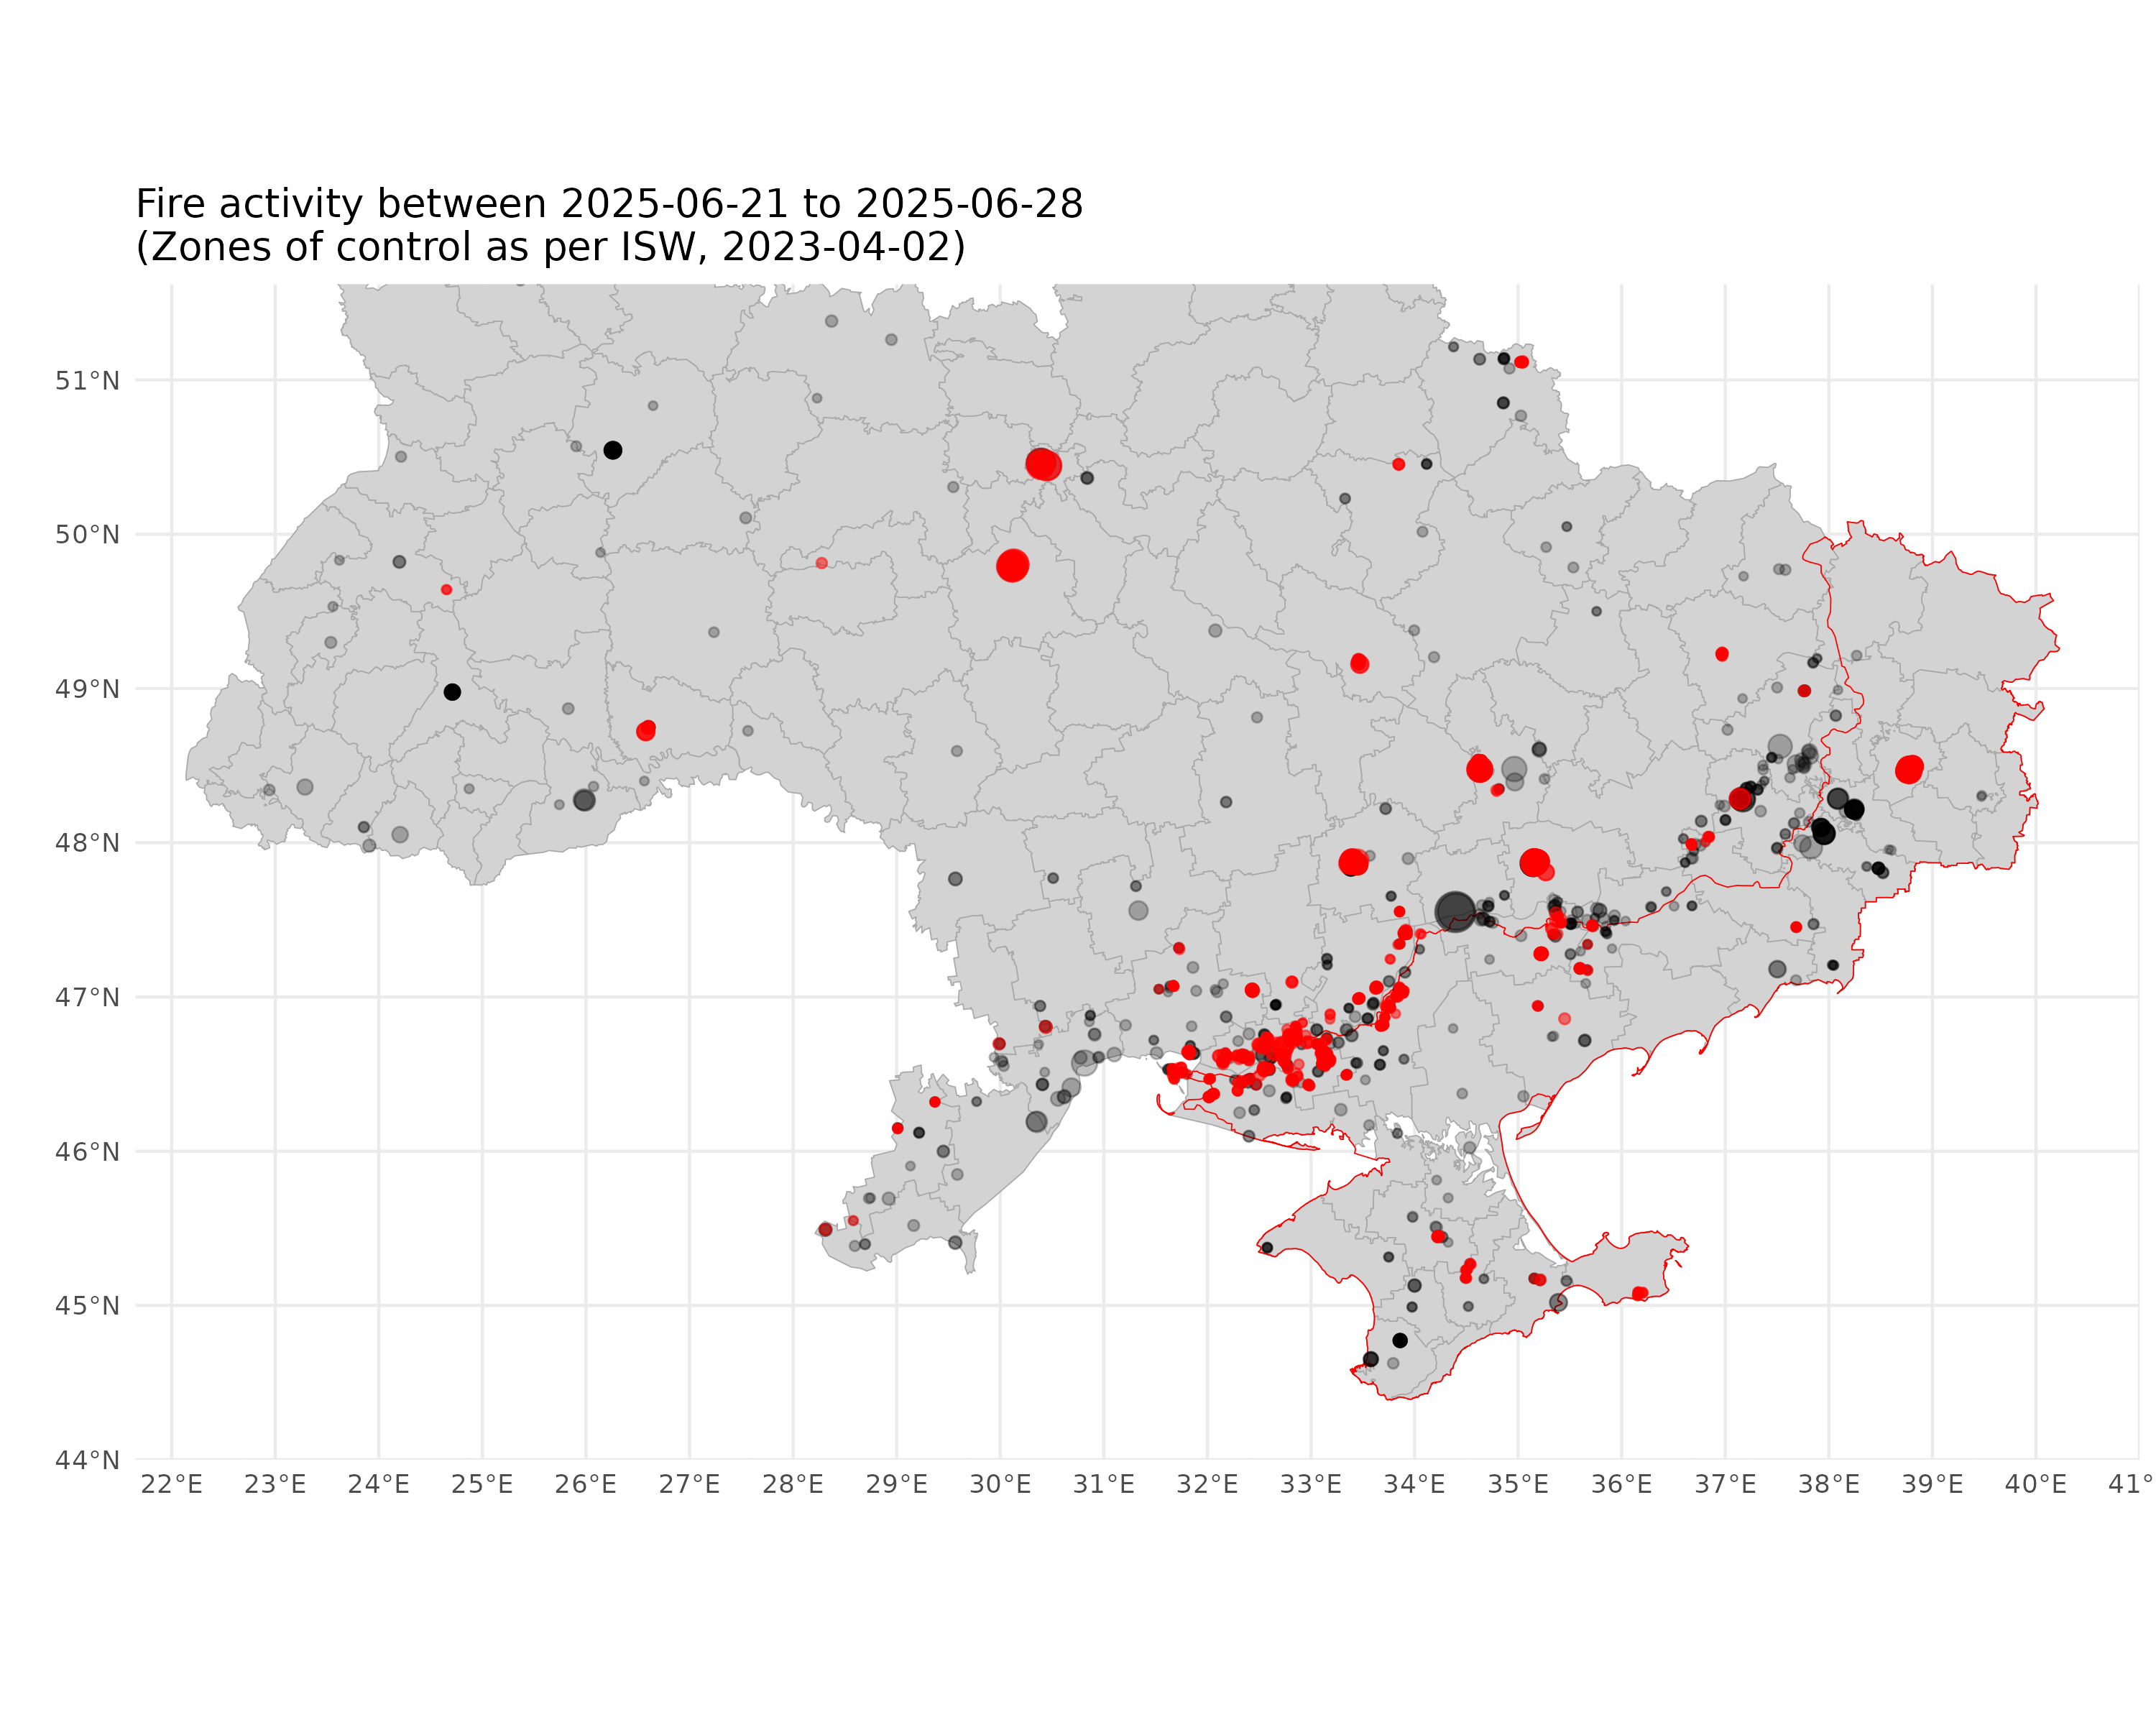 Fire activity between 2025-06-21 to 2025-06-28
(Zones of control as per ISW, 2023-04-02)
51°N
50°N
49°N
48°N
47°N
46°N
45°N
44°N
22°E 23°E 24°E 25°E 26°E 27°E 28°E 29°E 30°E 31°E 32°E 33°E 34°E 35°E 36°E 37°E 38°E 39°E 40°E 41°